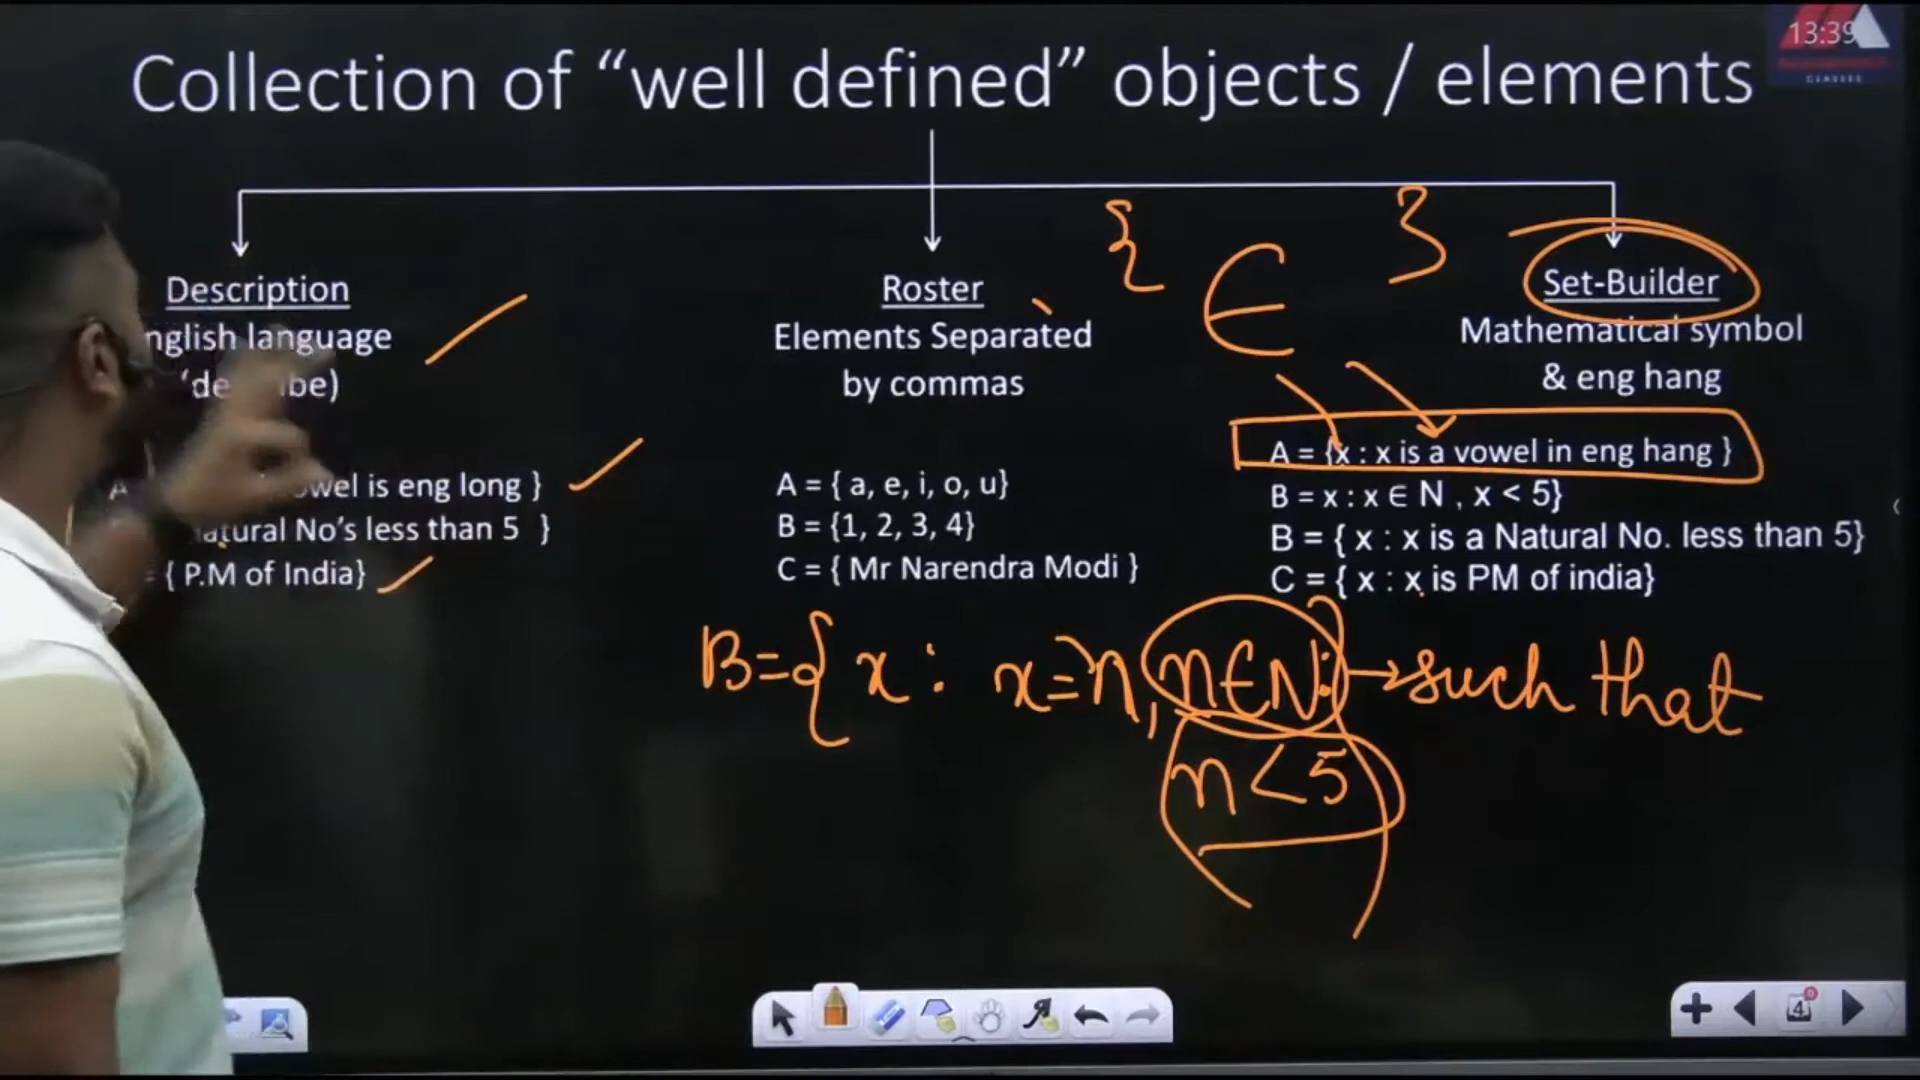 13:39
CLASSES
Collection of “well defined” objects / elements
Description
nglish language
‘de be)
wel is eng long }
atural No’s less than 5 }
= { P.M of India}
Roster
Elements Separated
by commas
A = { a, e, i, o, u}
B = {1, 2, 3, 4}
C = { Mr Narendra Modi }
{ ∈ }
Set-Builder
Mathematical symbol
& eng hang
A = {x : x is a vowel in eng hang }
B = x : x ∈ N , x < 5}
B = { x : x is a Natural No. less than 5}
C = { x : x is PM of india}
B={ x : x=n, n∈N: → such that
n<5
4